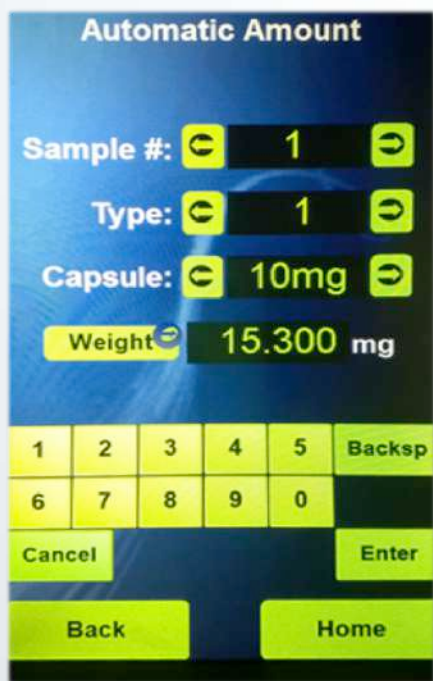 Automatic Amount
Sample #: 1
Type: 1
Capsule: 10mg
Weight 15.300 mg
1 2 3 4 5 Backsp
6 7 8 9 0
Cancel Enter
Back Home